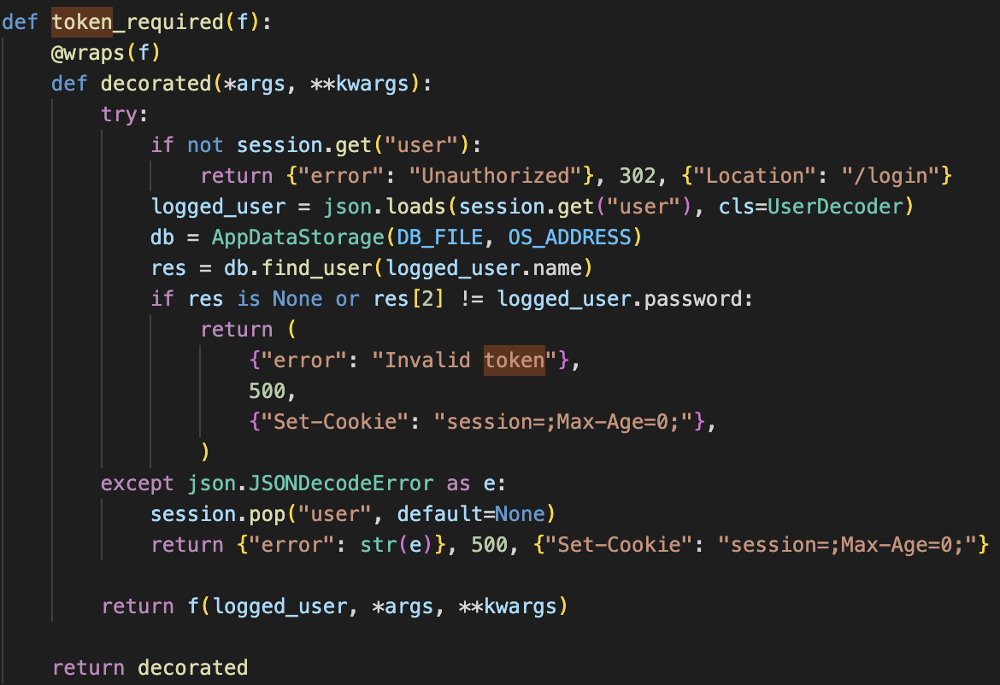 def token_required(f):
    @wraps(f)
    def decorated(*args, **kwargs):
        try:
            if not session.get("user"):
                return {"error": "Unauthorized"}, 302, {"Location": "/login"}
            logged_user = json.loads(session.get("user"), cls=UserDecoder)
            db = AppDataStorage(DB_FILE, OS_ADDRESS)
            res = db.find_user(logged_user.name)
            if res is None or res[2] != logged_user.password:
                return (
                    {"error": "Invalid token"},
                    500,
                    {"Set-Cookie": "session=;Max-Age=0;"},
                )
        except json.JSONDecodeError as e:
            session.pop("user", default=None)
            return {"error": str(e)}, 500, {"Set-Cookie": "session=;Max-Age=0;"}

        return f(logged_user, *args, **kwargs)

    return decorated